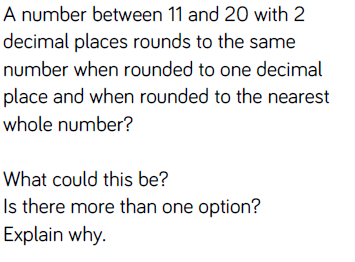 A number between 11 and 20 with 2
decimal places rounds to the same
number when rounded to one decimal
place and when rounded to the nearest
whole number?
What could this be?
Is there more than one option?
Explain why.